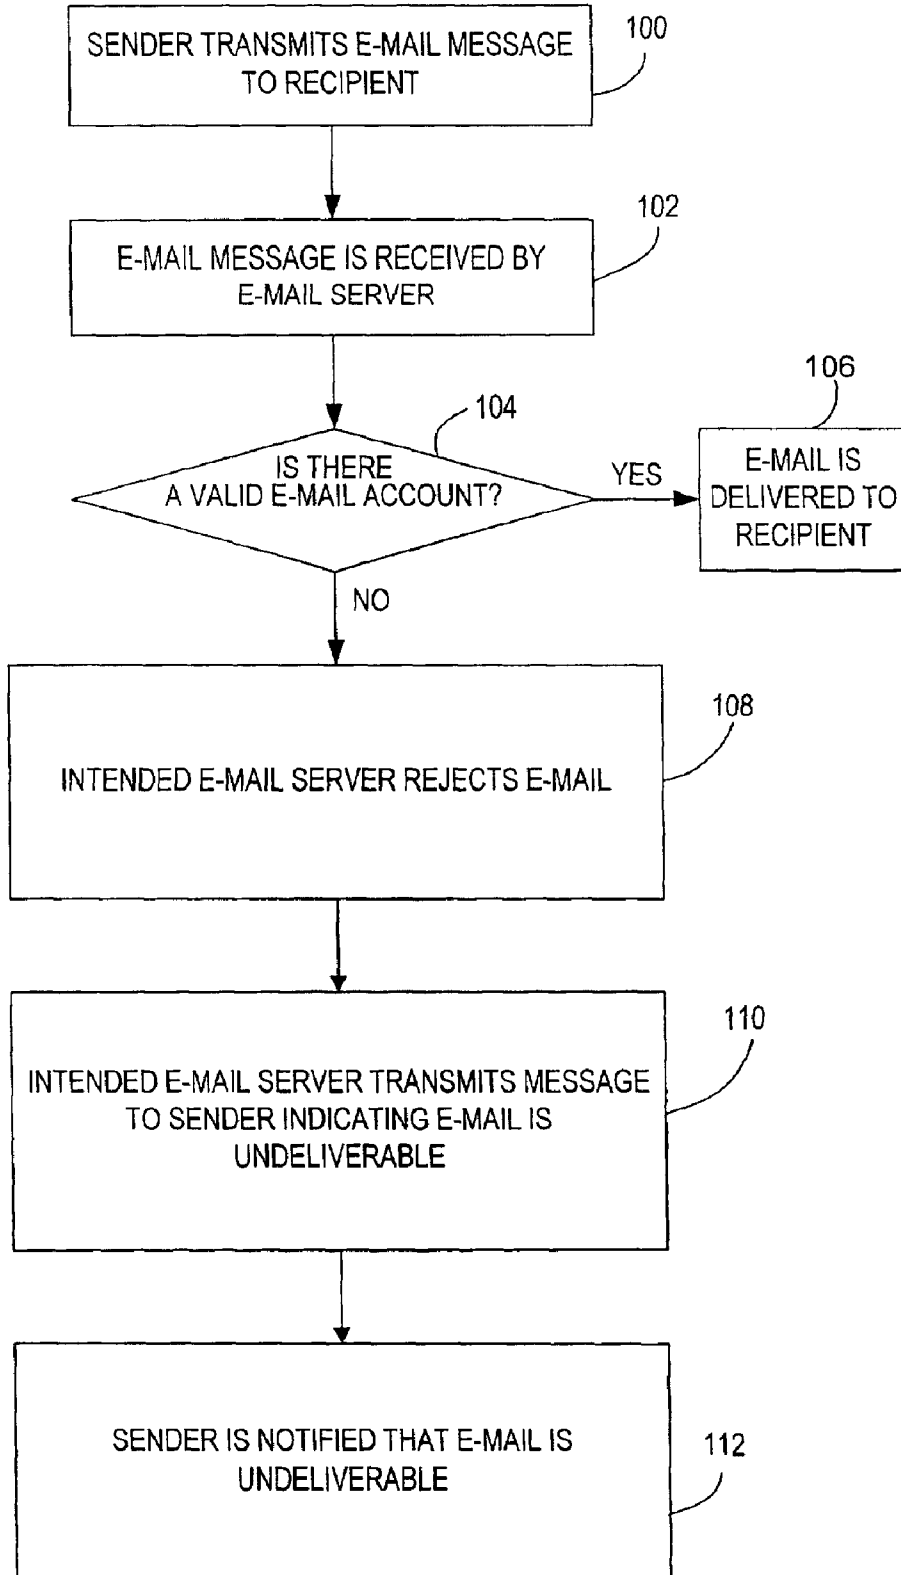 SENDER TRANSMITS E-MAIL MESSAGE
TO RECIPIENT
100
E-MAIL MESSAGE IS RECEIVED BY
E-MAIL SERVER
102
IS THERE
A VALID E-MAIL ACCOUNT?
104
YES
106
E-MAIL IS
DELIVERED TO
RECIPIENT
NO
INTENDED E-MAIL SERVER REJECTS E-MAIL
108
INTENDED E-MAIL SERVER TRANSMITS MESSAGE
TO SENDER INDICATING E-MAIL IS
UNDELIVERABLE
110
SENDER IS NOTIFIED THAT E-MAIL IS
UNDELIVERABLE
112